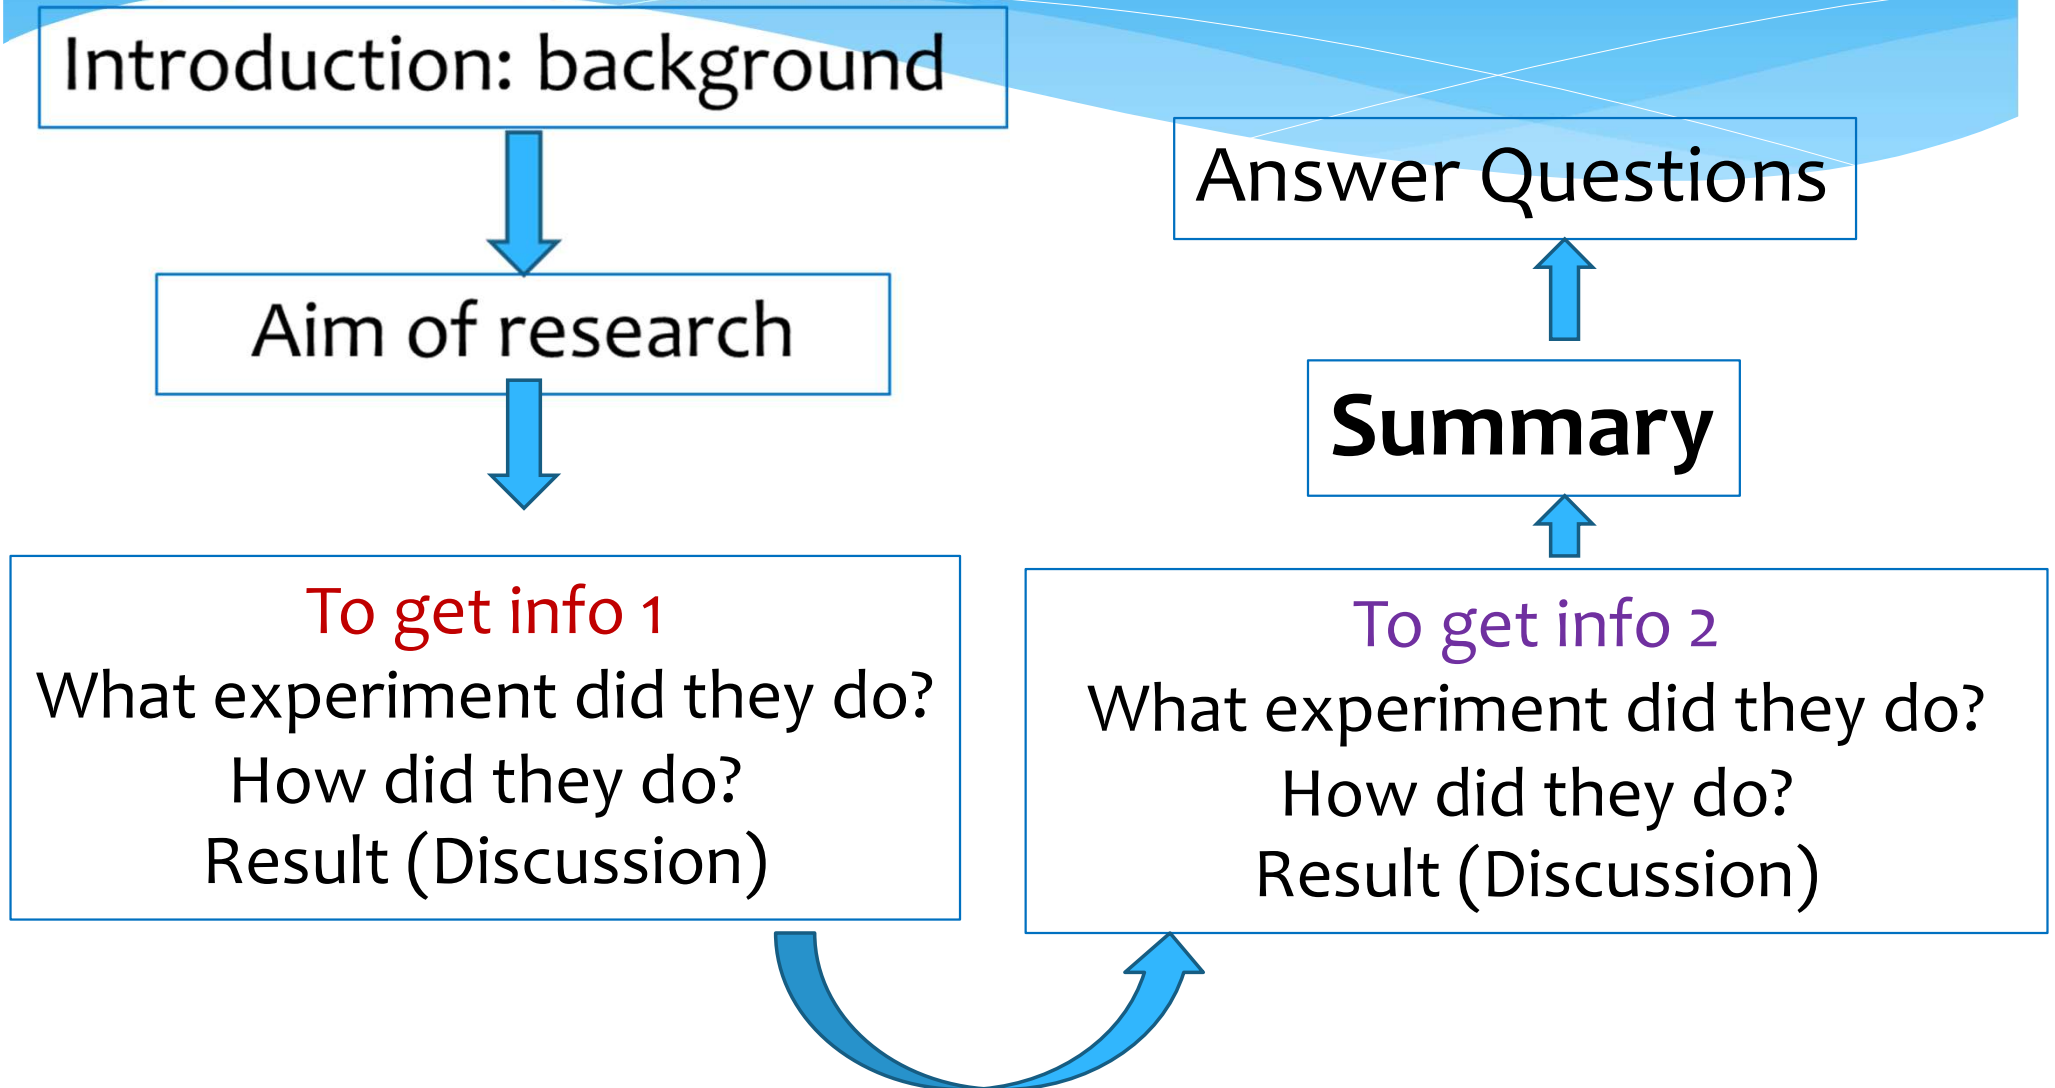 Introduction: background
Aim of research
To get info 1
What experiment did they do?
How did they do?
Result (Discussion)
To get info 2
What experiment did they do?
How did they do?
Result (Discussion)
Summary
Answer Questions